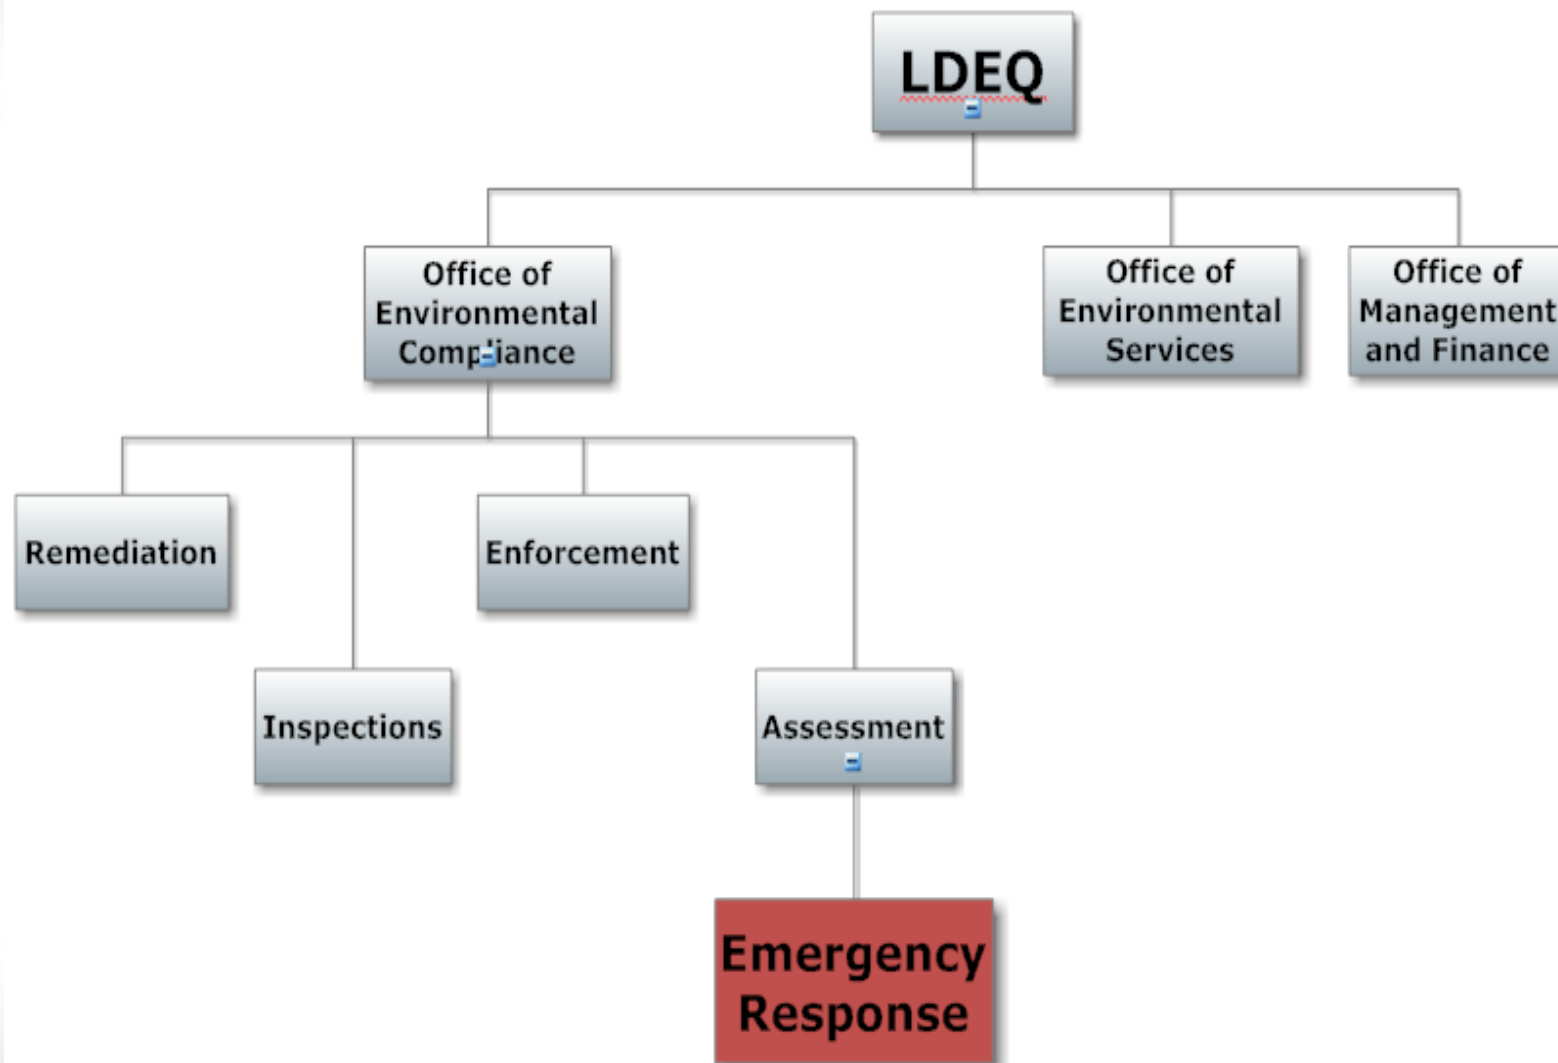 LDEQ
Office of
Environmental
Compliance
Office of
Environmental
Services
Office of
Management
and Finance
Remediation
Enforcement
Inspections
Assessment
Emergency
Response